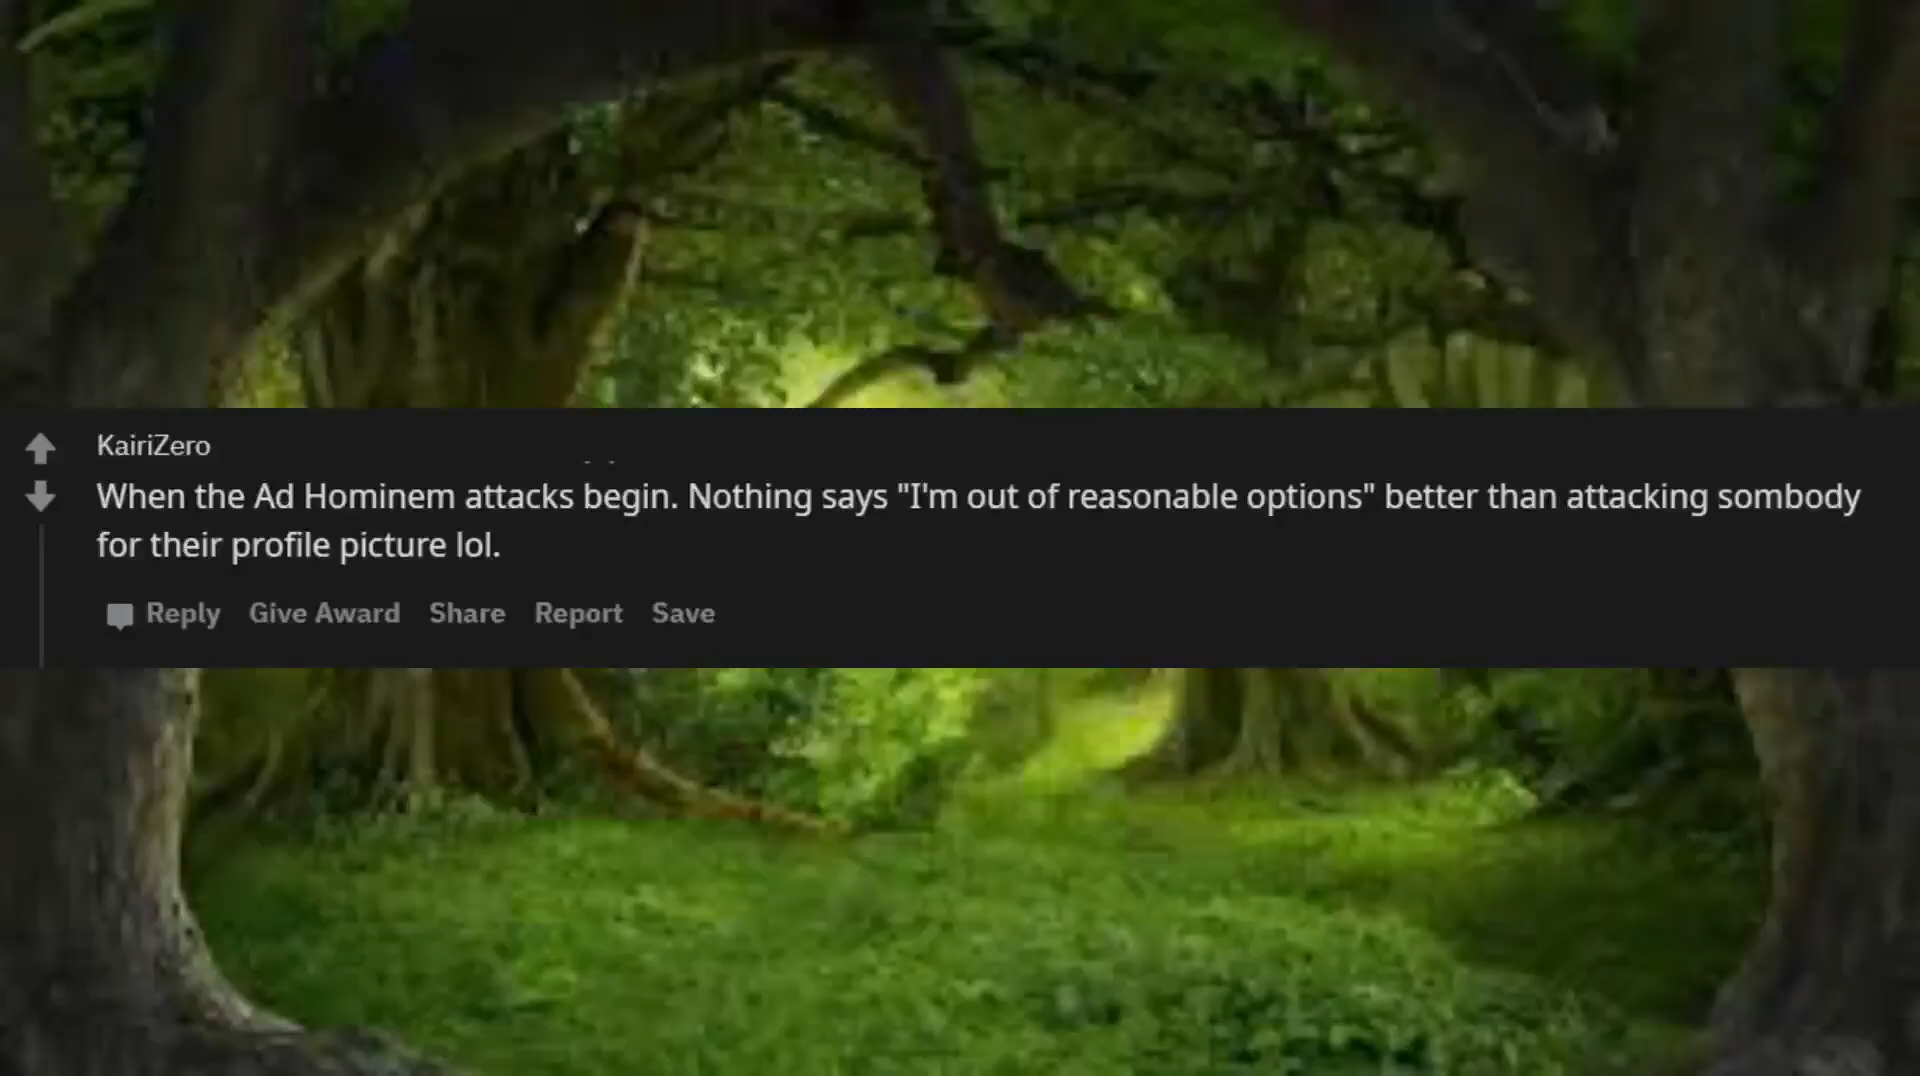 KairiZero
When the Ad Hominem attacks begin. Nothing says "I'm out of reasonable options" better than attacking sombody
for their profile picture lol.
Reply Give Award Share Report Save